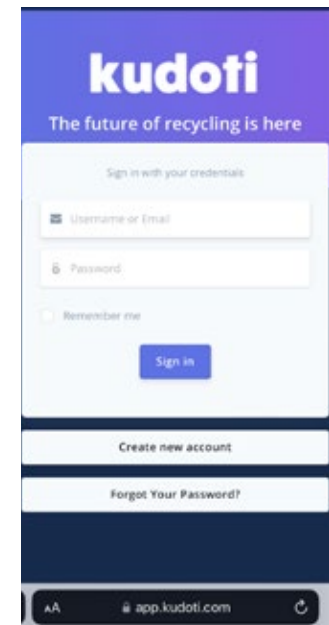 kudoti
The future of recycling is here
Sign in with your credentials
Username or Email
Password
Remember me
Sign in
Create new account
Forgot Your Password?
AA app.kudoti.com